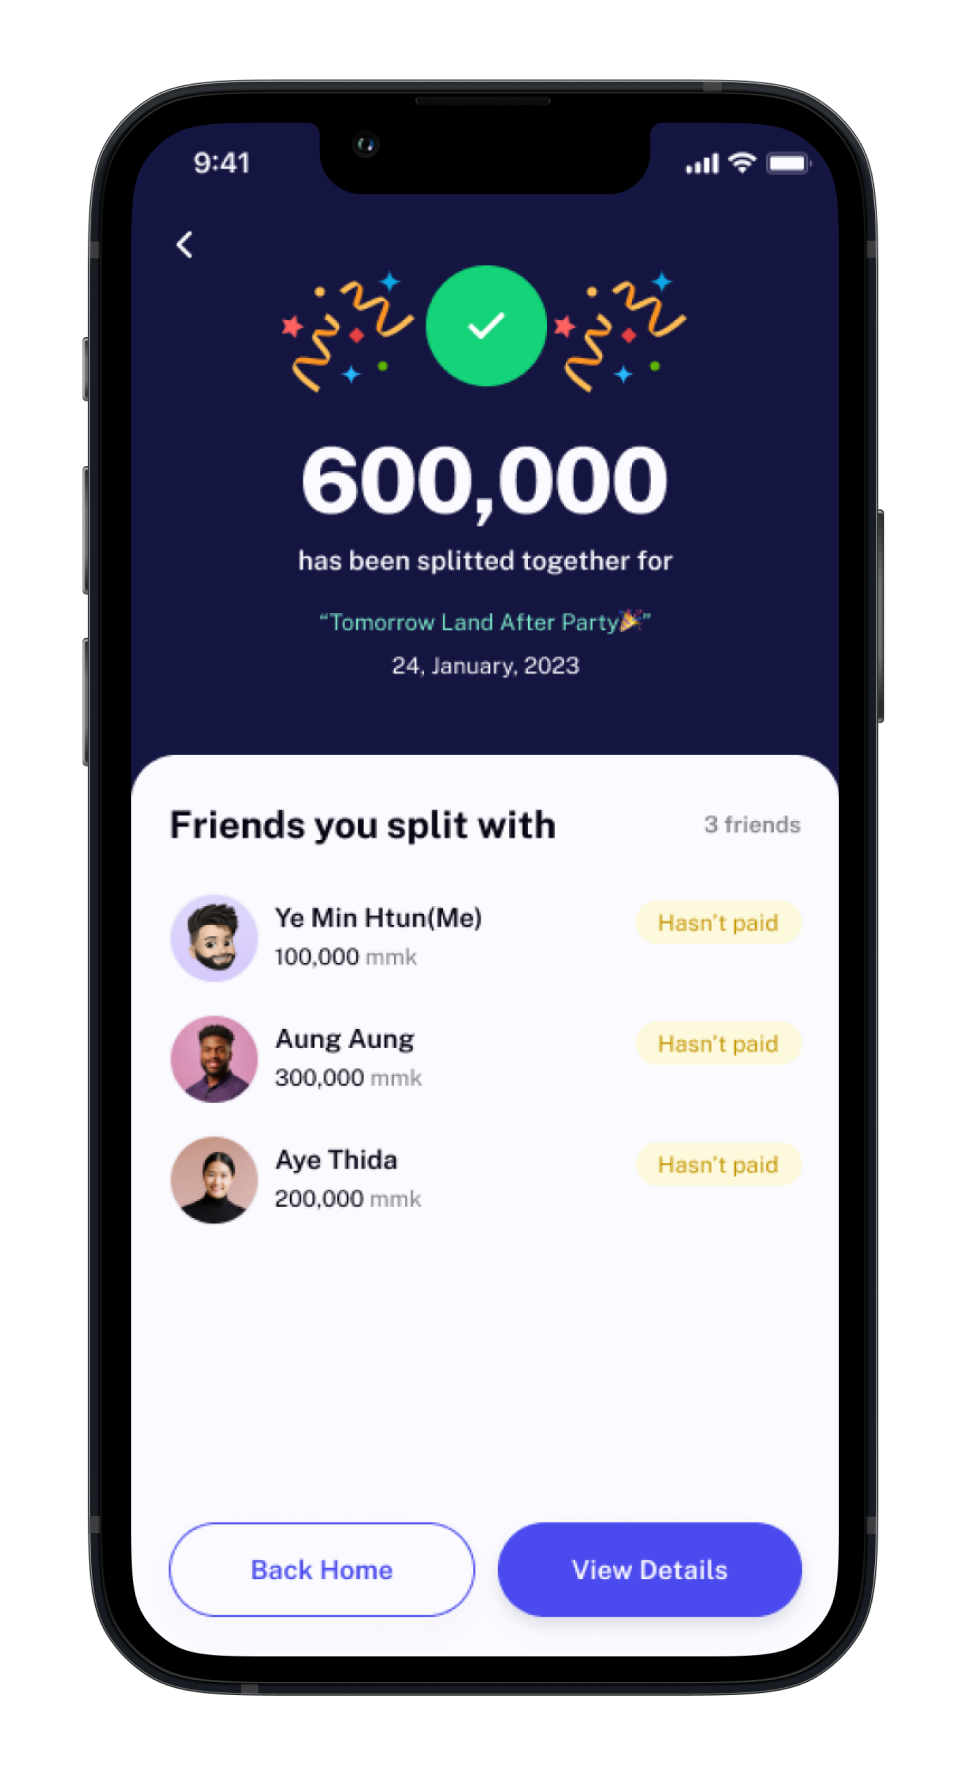 9:41
600,000
has been splitted together for
“Tomorrow Land After Party🎉”
24, January, 2023
Friends you split with
3 friends
Ye Min Htun(Me)
100,000 mmk
Hasn't paid
Aung Aung
300,000 mmk
Hasn't paid
Aye Thida
200,000 mmk
Hasn't paid
Back Home
View Details